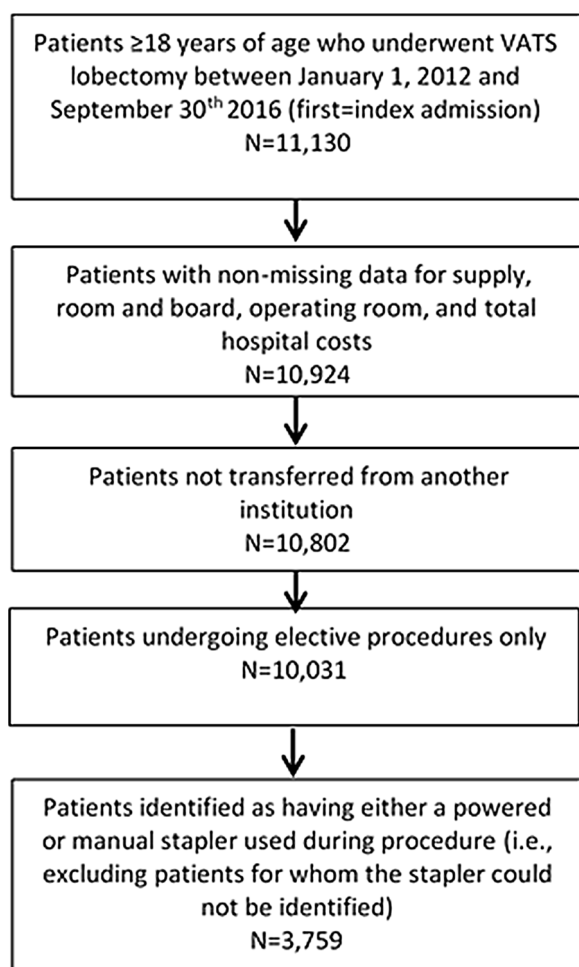 Patients ≥18 years of age who underwent VATS
lobectomy between January 1, 2012 and
September 30th 2016 (first=index admission)
N=11,130
Patients with non-missing data for supply,
room and board, operating room, and total
hospital costs
N=10,924
Patients not transferred from another
institution
N=10,802
Patients undergoing elective procedures only
N=10,031
Patients identified as having either a powered
or manual stapler used during procedure (i.e.,
excluding patients for whom the stapler could
not be identified)
N=3,759